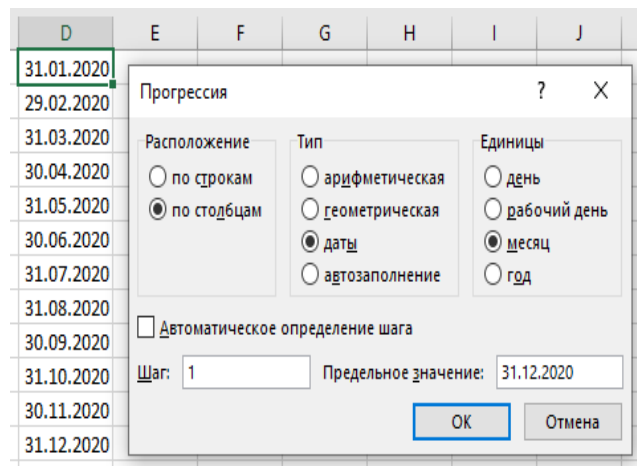 D E F G H I J
31.01.2020
29.02.2020
31.03.2020
30.04.2020
31.05.2020
30.06.2020
31.07.2020
31.08.2020
30.09.2020
31.10.2020
30.11.2020
31.12.2020
Прогрессия ? X
Расположение Тип Единицы
по строкам арифметическая день
по столбцам геометрическая рабочий день
даты месяц
автозаполнение год
Автоматическое определение шага
Шаг: 1 Предельное значение: 31.12.2020
ОК Отмена